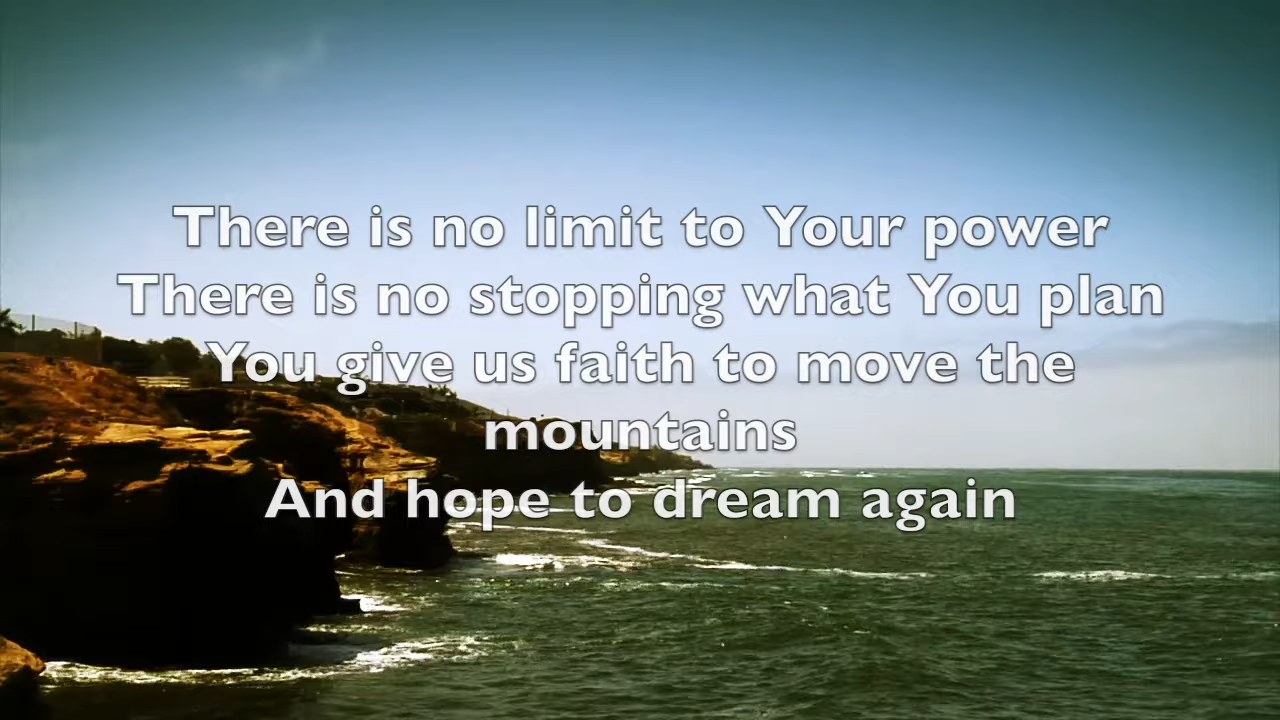 There is no limit to Your power
There is no stopping what You plan
You give us faith to move the
mountains
And hope to dream again